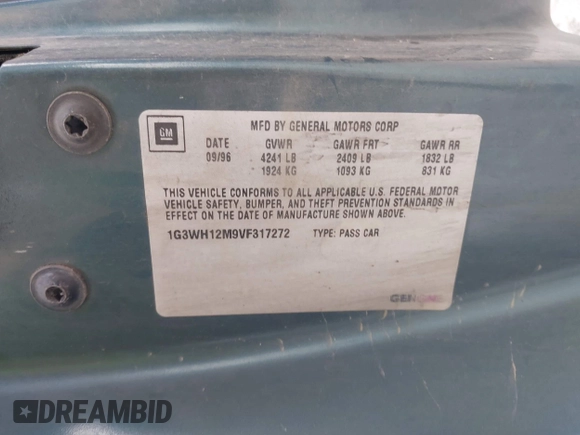 GM
MFD BY GENERAL MOTORS CORP
DATE GVWR GAWR FRT GAWR RR
09/96 4241 LB 2409 LB 1832 LB
1924 KG 1093 KG 831 KG
THIS VEHICLE CONFORMS TO ALL APPLICABLE U.S. FEDERAL MOTOR
VEHICLE SAFETY, BUMPER, AND THEFT PREVENTION STANDARDS IN
EFFECT ON THE DATE OF MANUFACTURE SHOWN ABOVE.
1G3WH12M9VF317272 TYPE: PASS CAR
DREAMBID